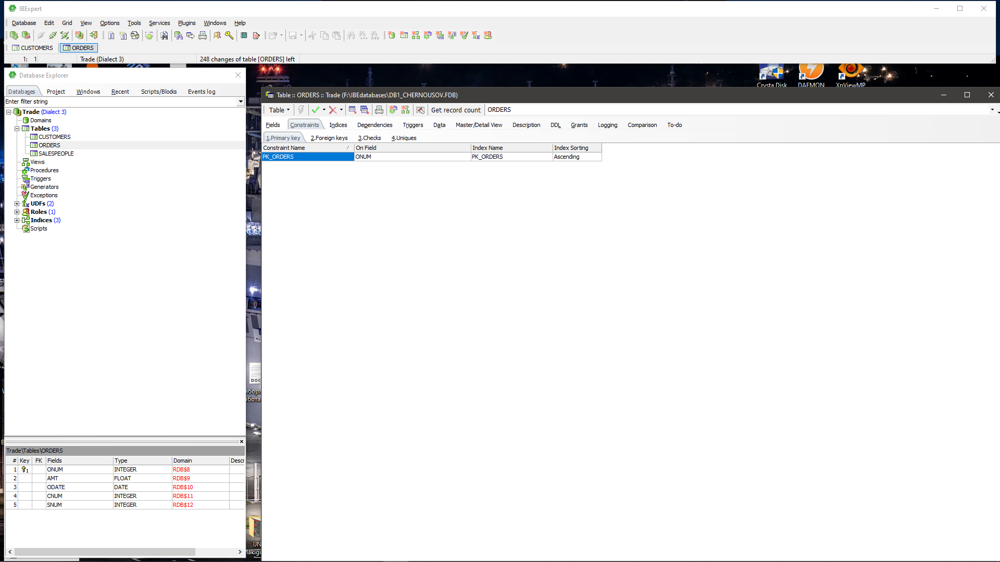 IBExpert
Database Edit Grid View Options Tools Services Plugins Windows Help
CUSTOMERS ORDERS
1: 1 Trade (Dialect 3) 248 changes of table [ORDERS] left
Crysta Disk DAEMON XnViewMP
Database Explorer
Databases Project Windows Recent Scripts/Blocks Events log
Enter filter string
Trade (Dialect 3)
Domains
Tables (3)
CUSTOMERS
ORDERS
SALESPEOPLE
Views
Procedures
Triggers
Generators
Exceptions
UDFs (2)
Roles (1)
Indices (3)
Scripts
Table :: ORDERS :: Trade (F:\IBEdatabases\DB1_CHERNOUSOV.FDB)
Table Get record count ORDERS
Fields Constraints Indices Dependencies Triggers Data Master/Detail View Description DDL Grants Logging Comparison To-do
1.Primary key 2.Foreign keys 3.Checks 4.Uniques
Constraint Name On Field Index Name Index Sorting
PK_ORDERS ONUM PK_ORDERS Ascending
DOC
Trade\Tables\ORDERS
# Key FK Fields Type Domain Descr
1 1 ONUM INTEGER RDB$8
2 AMT FLOAT RDB$9
3 ODATE DATE RDB$10
4 CNUM INTEGER RDB$11
5 SNUM INTEGER RDB$12
IJN